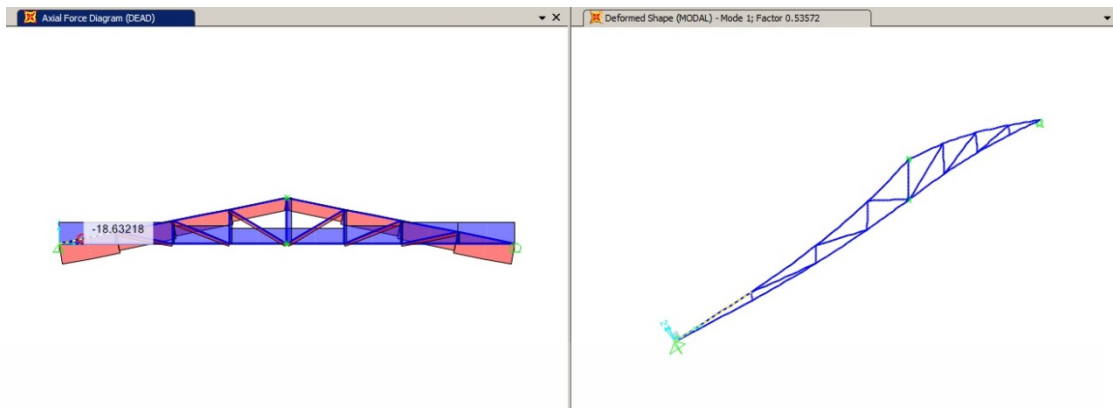 Axial Force Diagram (DEAD)
Deformed Shape (MODAL) - Mode 1; Factor 0.53572
-18.63218